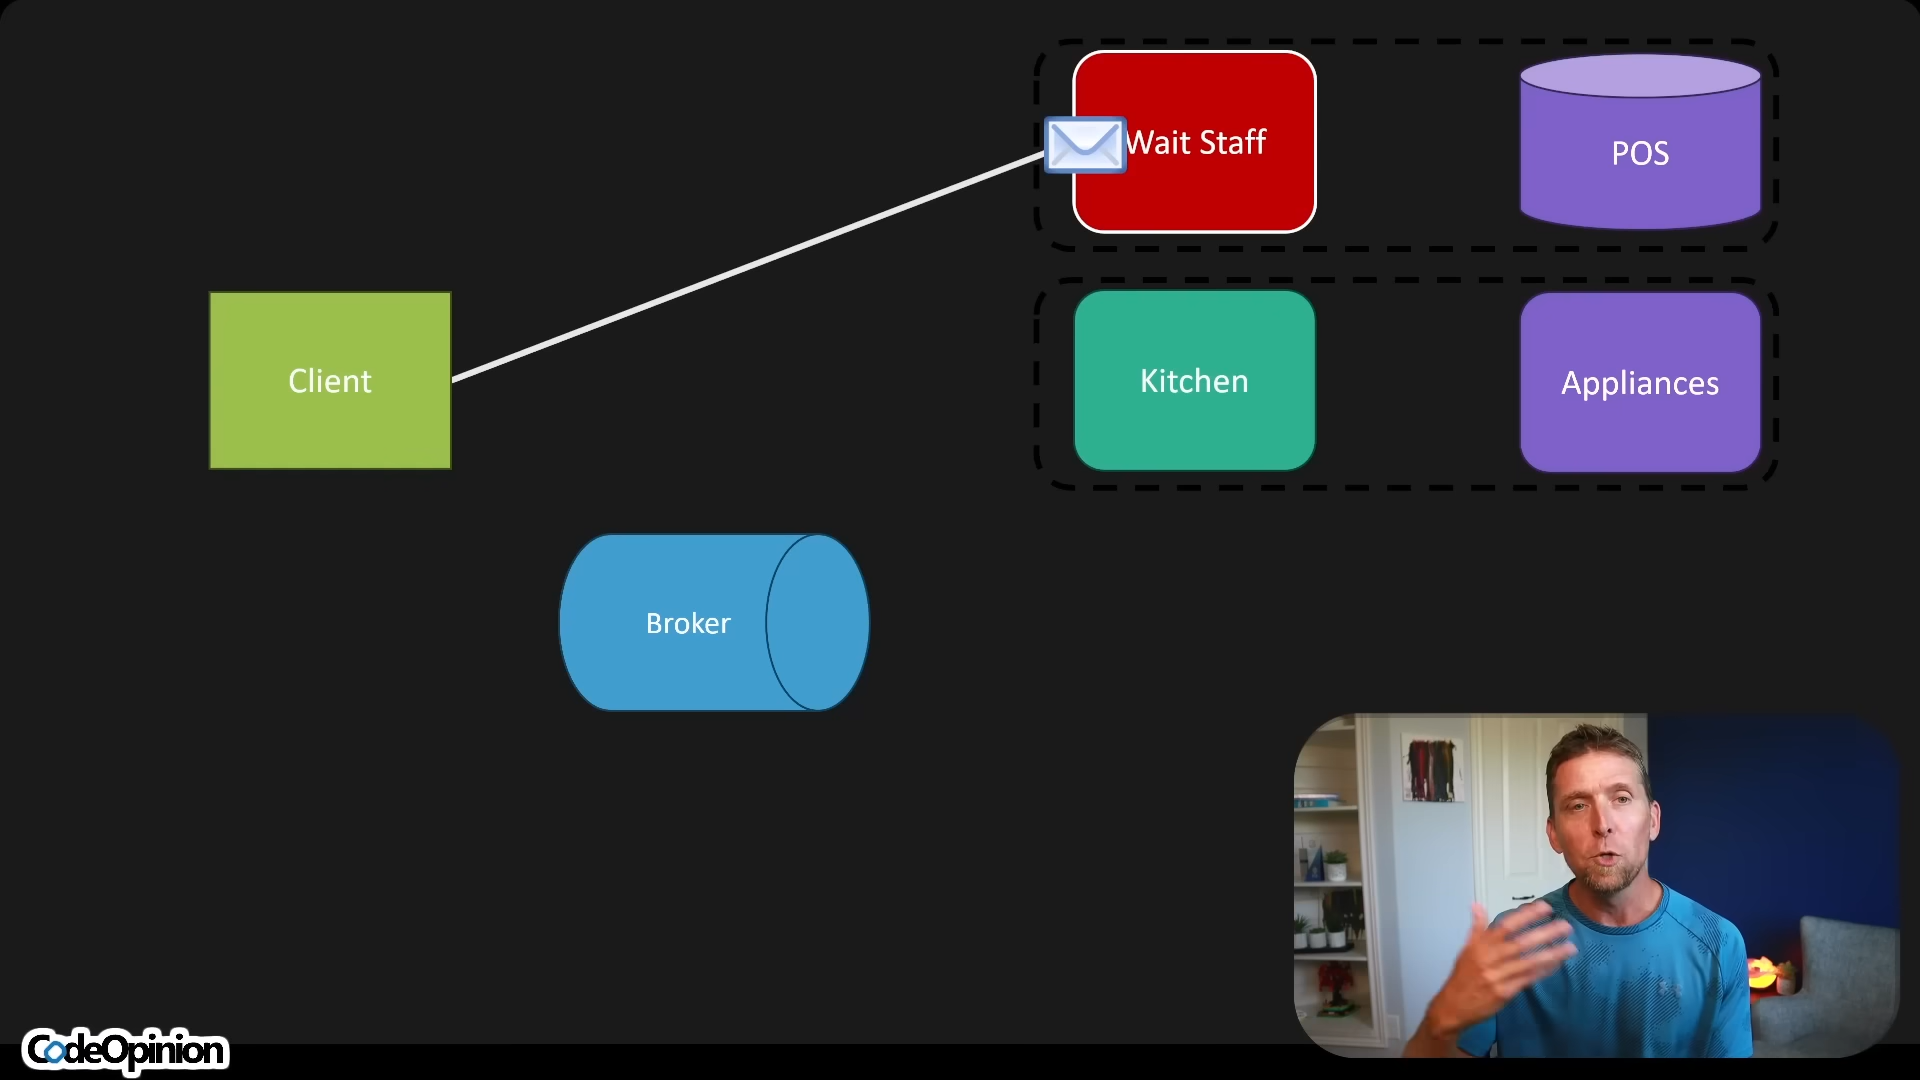 Wait Staff
POS
Client
Kitchen
Appliances
Broker
CodeOpinion